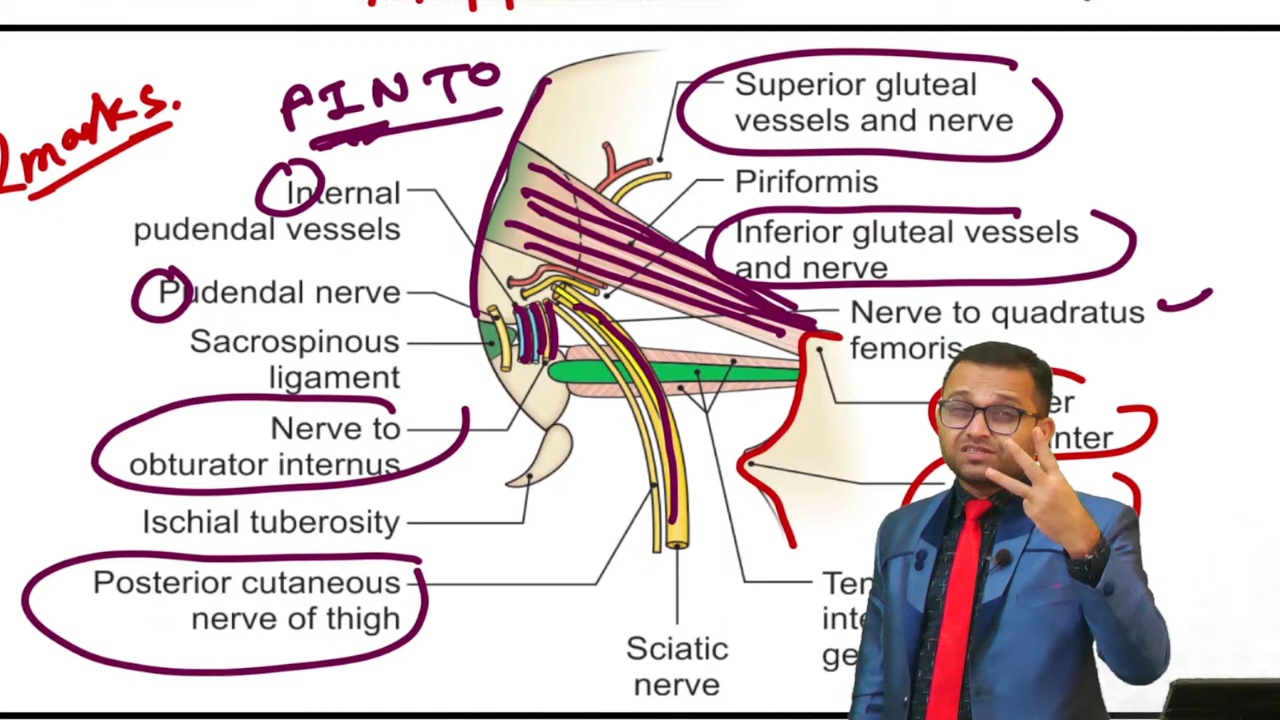 2marks.
PINTO
Superior gluteal
vessels and nerve
Internal
pudendal vessels
Piriformis
Inferior gluteal vessels
and nerve
Pudendal nerve
Nerve to quadratus
femoris
Sacrospinous
ligament
Nerve to
obturator internus
Ischial tuberosity
Posterior cutaneous
nerve of thigh
Sciatic
nerve